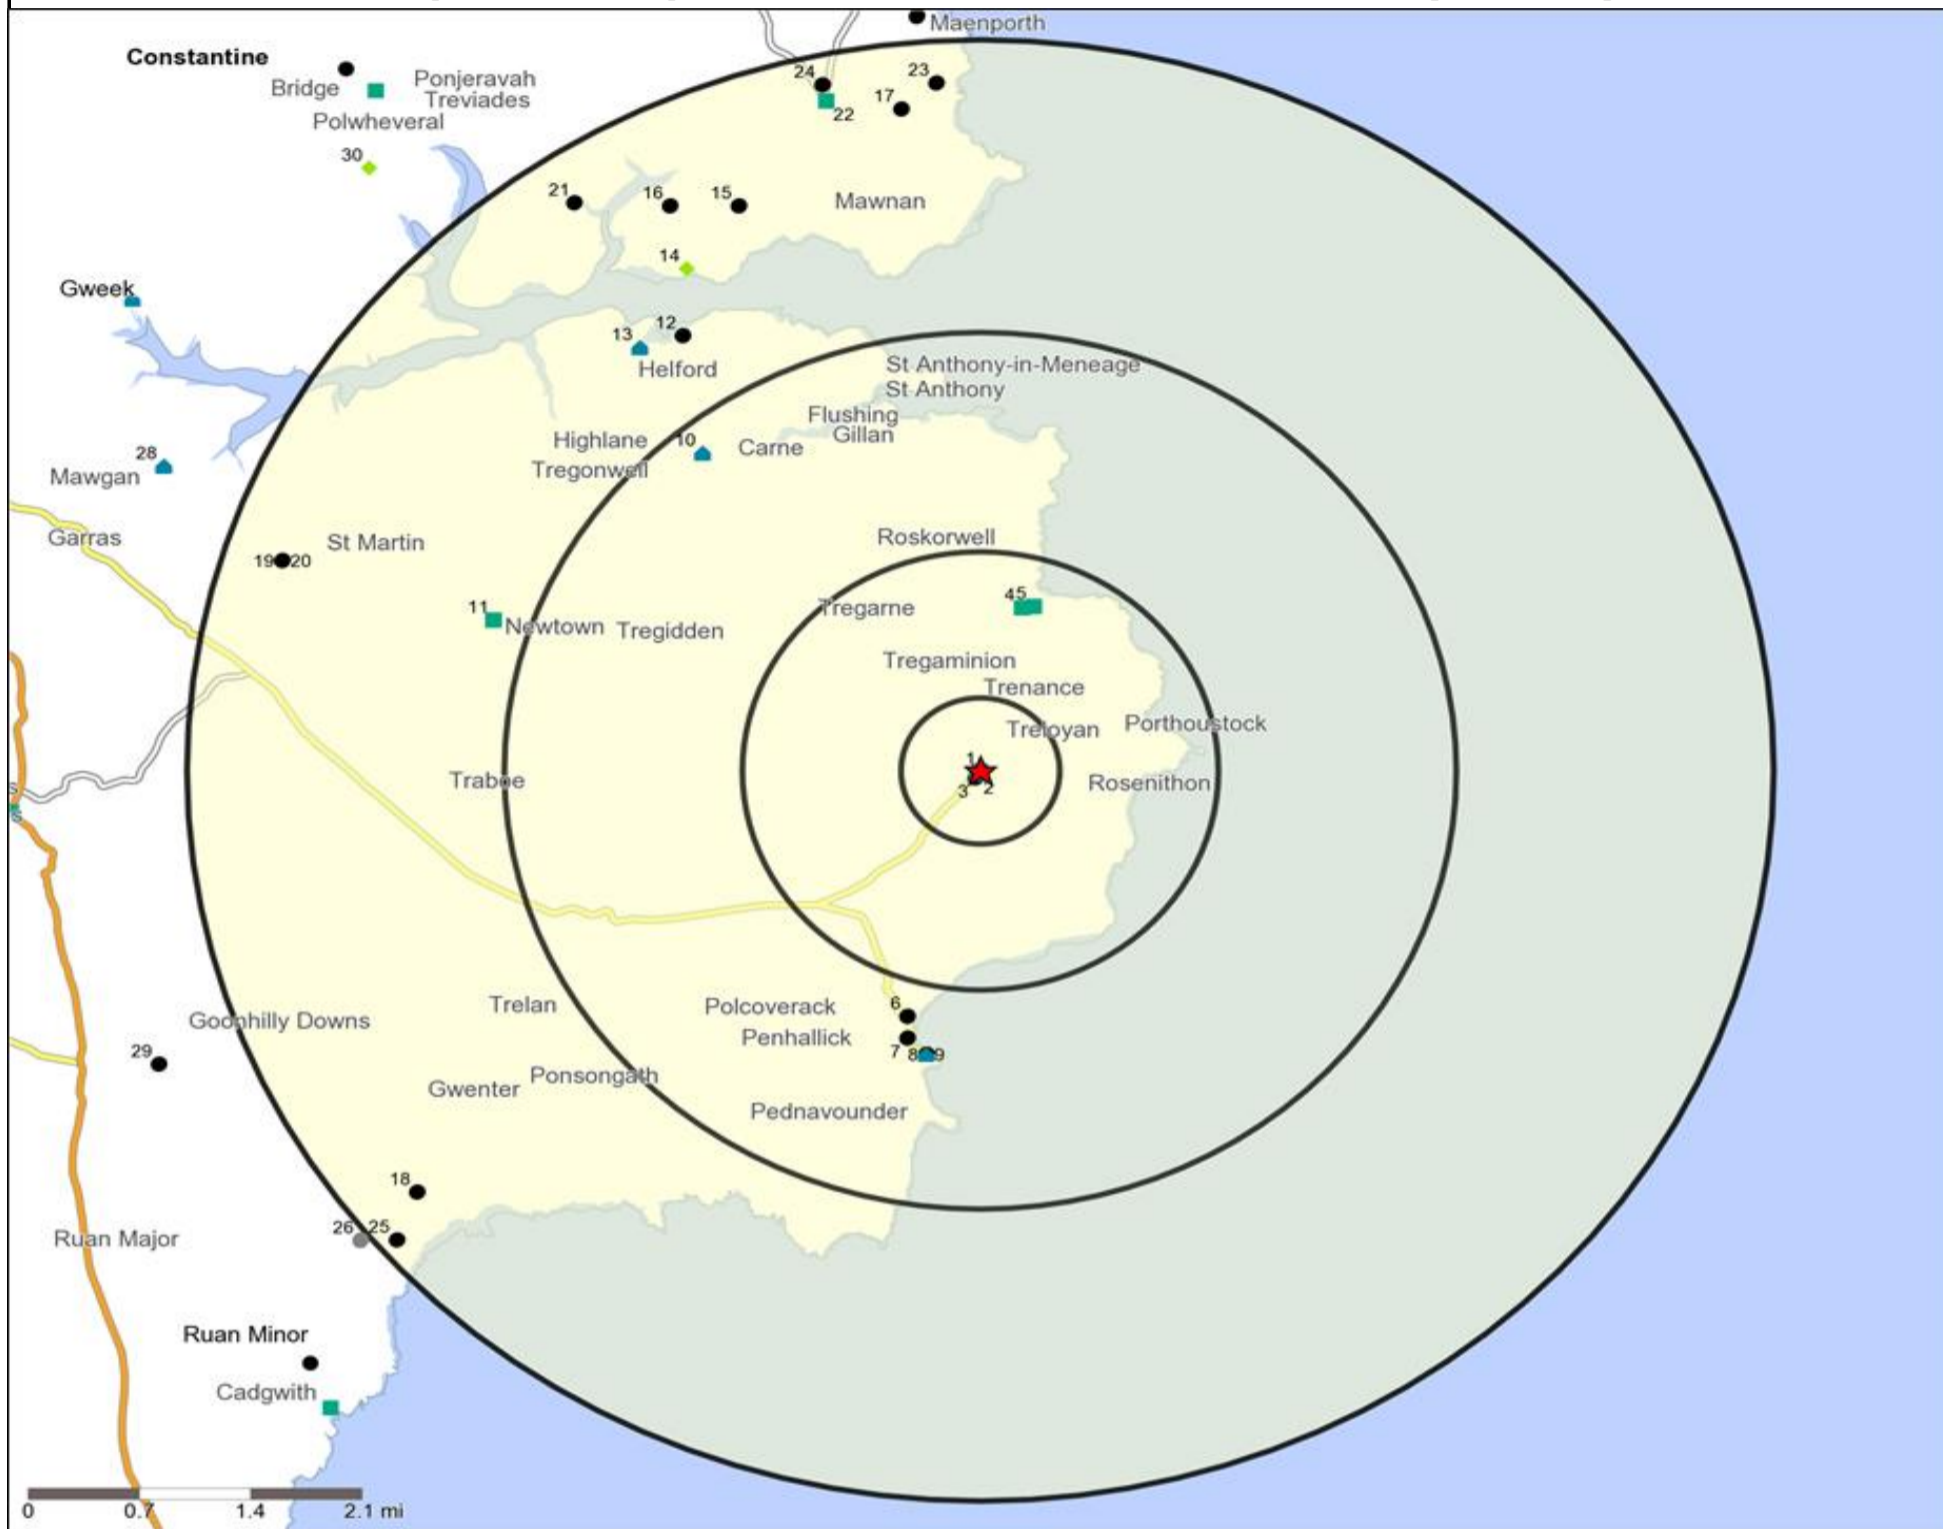 Maenporth
Constantine
Bridge
Ponjeravah
Treviades
Polwheveral
24
22
17
23
30
21
16
15
Mawnan
14
Gweek
13
12
Helford
St Anthony-in-Meneage
St Anthony
Flushing
Gillan
Highlane
10
Carne
Tregonwell
28
Mawgan
Garras
St Martin
19 20
Roskorwell
11
Newtown
Tregidden
Tregarne
45
Tregaminion
Trenance
Treloyan
Porthoustock
1
3 2
Rosenithon
Traboe
s
s
Trelan
Polcoverack
6
Goonhilly Downs
Penhallick
7
8 9
29
Gwenter
Ponsongath
Pednavounder
18
26 25
Ruan Major
Ruan Minor
Cadgwith
0 0.7 1.4 2.1 mi